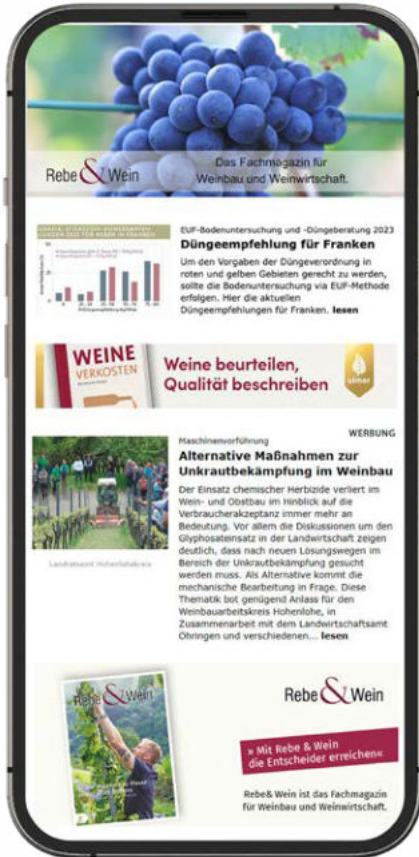 Rebe & Wein
Das Fachmagazin für
Weinbau und Weinwirtschaft.
EUF-Bodenuntersuchung und -Düngeberatung 2023
Düngeempfehlung für Franken
Um den Vorgaben der Düngeverordnung in
roten und gelben Gebieten gerecht zu werden,
sollte die Bodenuntersuchung via EUF-Methode
erfolgen. Hier die aktuellen
Düngeempfehlungen für Franken. lesen
WEINE
VERKOSTEN
Weine beurteilen,
Qualität beschreiben
ulmer
WERBUNG
Maschinenvorführung
Alternative Maßnahmen zur
Unkrautbekämpfung im Weinbau
Der Einsatz chemischer Herbizide verliert im
Wein- und Obstbau im Hinblick auf die
Verbraucherakzeptanz immer mehr an
Bedeutung. Vor allem die Diskussionen um den
Glyphosateinsatz in der Landwirtschaft zeigen
deutlich, dass nach neuen Lösungswegen im
Bereich der Unkrautbekämpfung gesucht
werden muss. Als Alternative kommt die
mechanische Bearbeitung in Frage. Diese
Thematik bot genügend Anlass für den
Weinbauarbeitskreis Hohenlohe, in
Zusammenarbeit mit dem Landwirtschaftsamt
Öhringen und verschiedenen... lesen
Landratsamt Hohenlohekreis
Rebe & Wein
Rebe & Wein
» Mit Rebe & Wein
die Entscheider erreichen«
Rebe& Wein ist das Fachmagazin
für Weinbau und Weinwirtschaft.